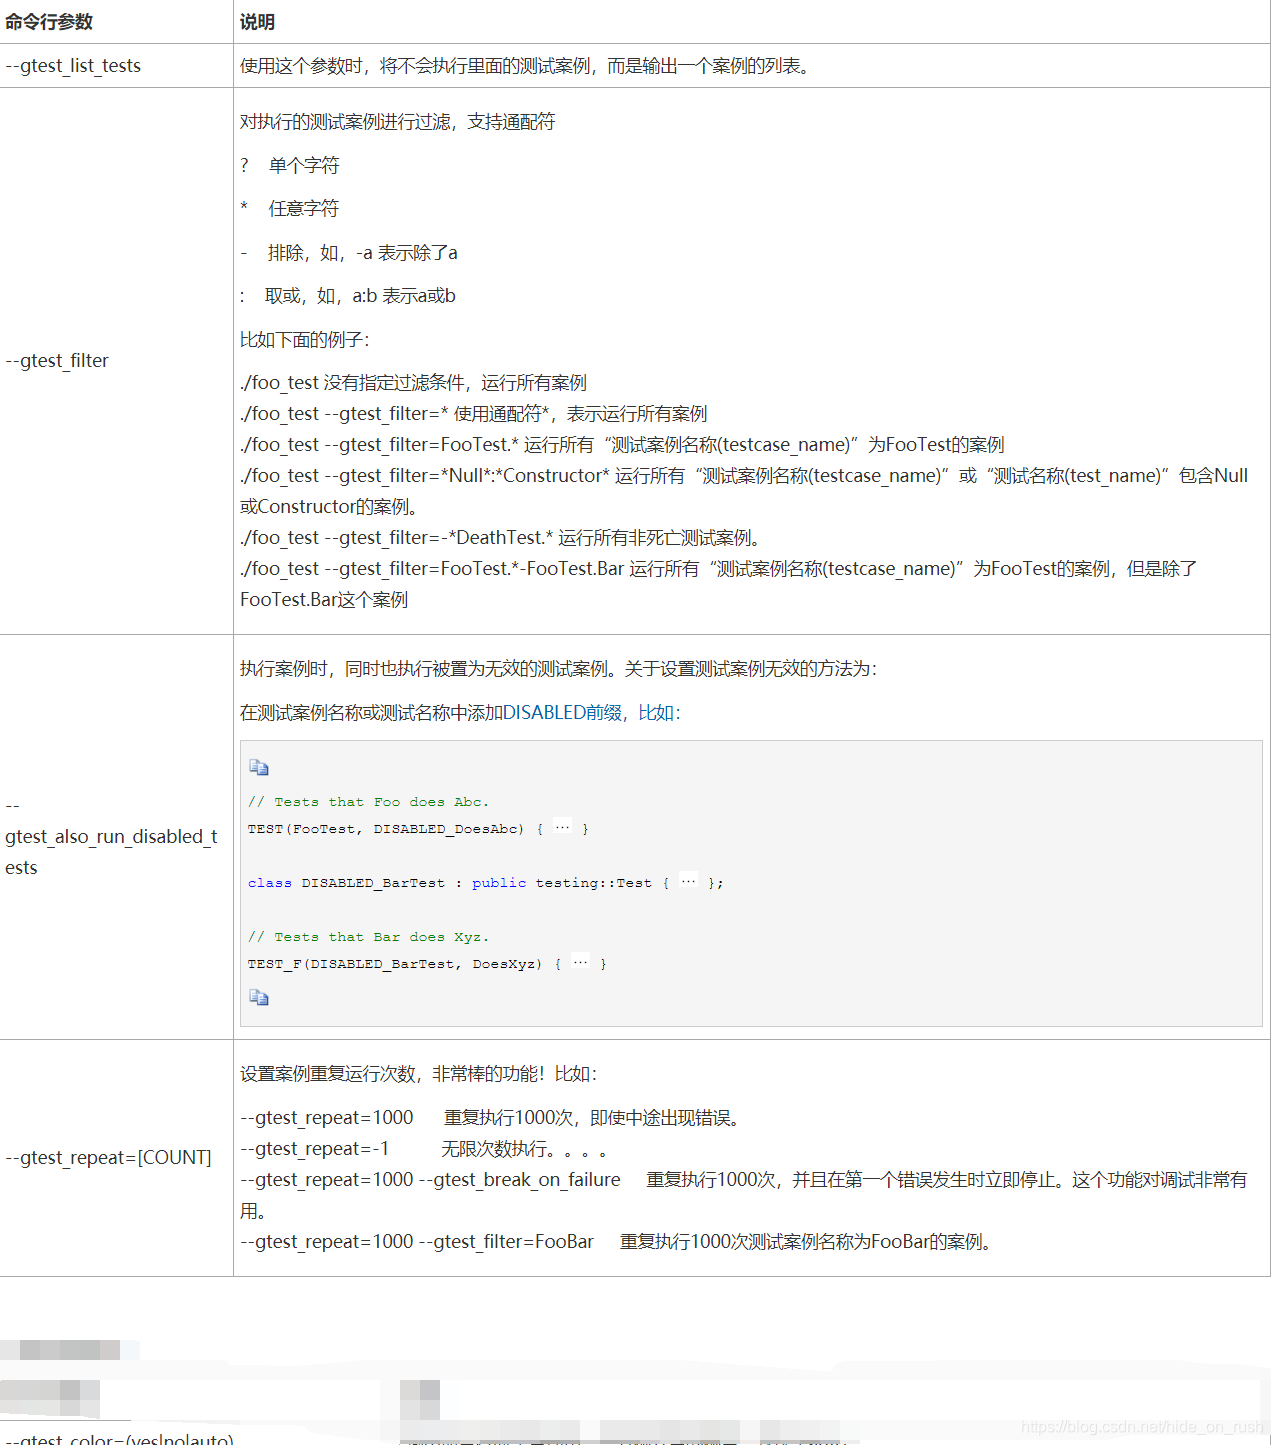 命令行参数
说明
--gtest_list_tests
使用这个参数时，将不会执行里面的测试案例，而是输出一个案例的列表。
--gtest_filter
对执行的测试案例进行过滤，支持通配符
? 单个字符
* 任意字符
- 排除，如，-a 表示除了a
: 取或，如，a:b 表示a或b
比如下面的例子：
./foo_test 没有指定过滤条件，运行所有案例
./foo_test --gtest_filter=* 使用通配符*，表示运行所有案例
./foo_test --gtest_filter=FooTest.* 运行所有“测试案例名称(testcase_name)”为FooTest的案例
./foo_test --gtest_filter=*Null*:*Constructor* 运行所有“测试案例名称(testcase_name)”或“测试名称(test_name)”包含Null
或Constructor的案例。
./foo_test --gtest_filter=-*DeathTest.* 运行所有非死亡测试案例。
./foo_test --gtest_filter=FooTest.*-FooTest.Bar 运行所有“测试案例名称(testcase_name)”为FooTest的案例，但是除了
FooTest.Bar这个案例
--
gtest_also_run_disabled_t
ests
执行案例时，同时也执行被置为无效的测试案例。关于设置测试案例无效的方法为：
在测试案例名称或测试名称中添加DISABLED前缀，比如：
// Tests that Foo does Abc.
TEST(FooTest, DISABLED_DoesAbc) { ... }
class DISABLED_BarTest : public testing::Test { ... };
// Tests that Bar does Xyz.
TEST_F(DISABLED_BarTest, DoesXyz) { ... }
--gtest_repeat=[COUNT]
设置案例重复运行次数，非常棒的功能！比如：
--gtest_repeat=1000 重复执行1000次，即使中途出现错误。
--gtest_repeat=-1 无限次数执行。。。。
--gtest_repeat=1000 --gtest_break_on_failure 重复执行1000次，并且在第一个错误发生时立即停止。这个功能对调试非常有
用。
--gtest_repeat=1000 --gtest_filter=FooBar 重复执行1000次测试案例名称为FooBar的案例。
--gtest_color=(yes|no|auto)
https://blog.csdn.net/hide_on_rush